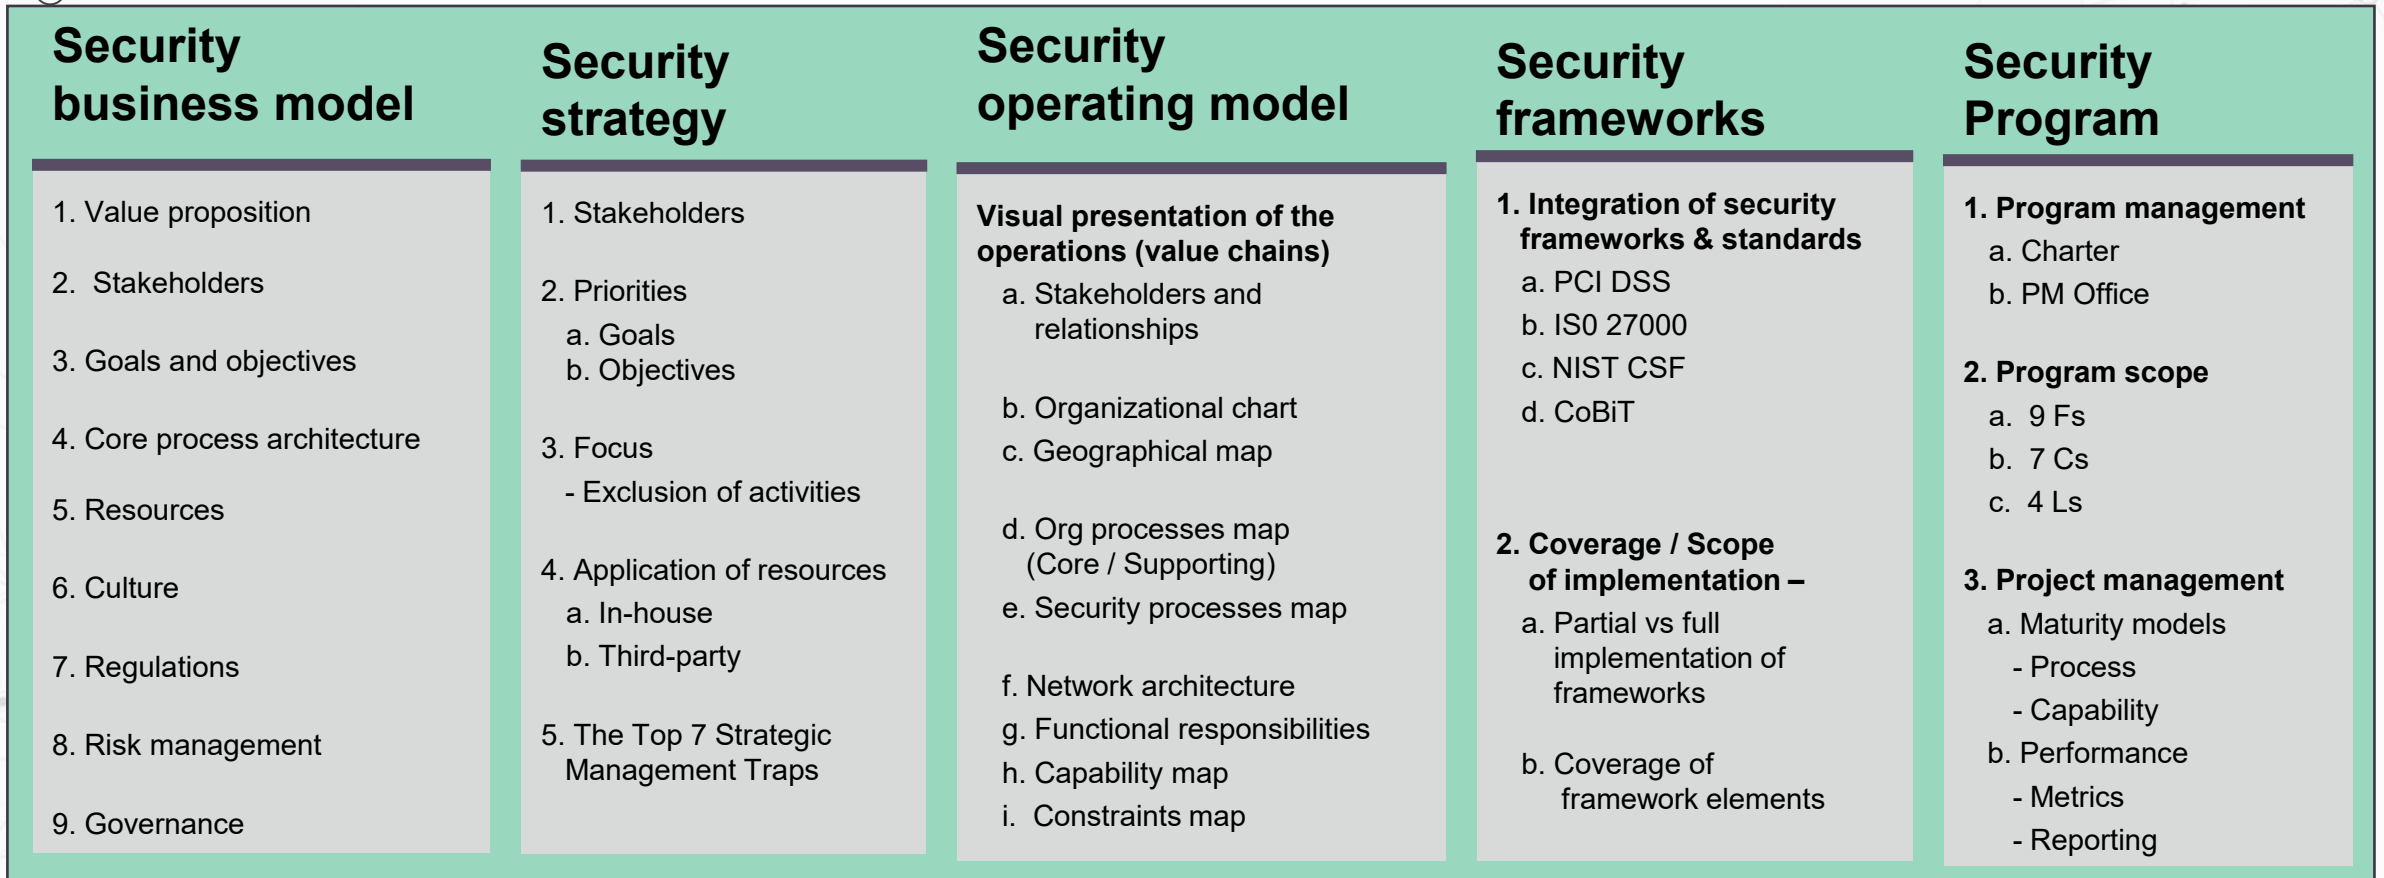 Security
business model
1. Value proposition
2. Stakeholders
3. Goals and objectives
4. Core process architecture
5. Resources
6. Culture
7. Regulations
8. Risk management
9. Governance
Security
strategy
1. Stakeholders
2. Priorities
a. Goals
b. Objectives
3. Focus
- Exclusion of activities
4. Application of resources
a. In-house
b. Third-party
5. The Top 7 Strategic
Management Traps
Security
operating model
Visual presentation of the
operations (value chains)
a. Stakeholders and
relationships
b. Organizational chart
c. Geographical map
d. Org processes map
(Core / Supporting)
e. Security processes map
f. Network architecture
g. Functional responsibilities
h. Capability map
i. Constraints map
Security
frameworks
1. Integration of security
frameworks & standards
a. PCI DSS
b. IS0 27000
c. NIST CSF
d. CoBiT
2. Coverage / Scope
of implementation –
a. Partial vs full
implementation of
frameworks
b. Coverage of
framework elements
Security
Program
1. Program management
a. Charter
b. PM Office
2. Program scope
a. 9 Fs
b. 7 Cs
c. 4 Ls
3. Project management
a. Maturity models
- Process
- Capability
b. Performance
- Metrics
- Reporting